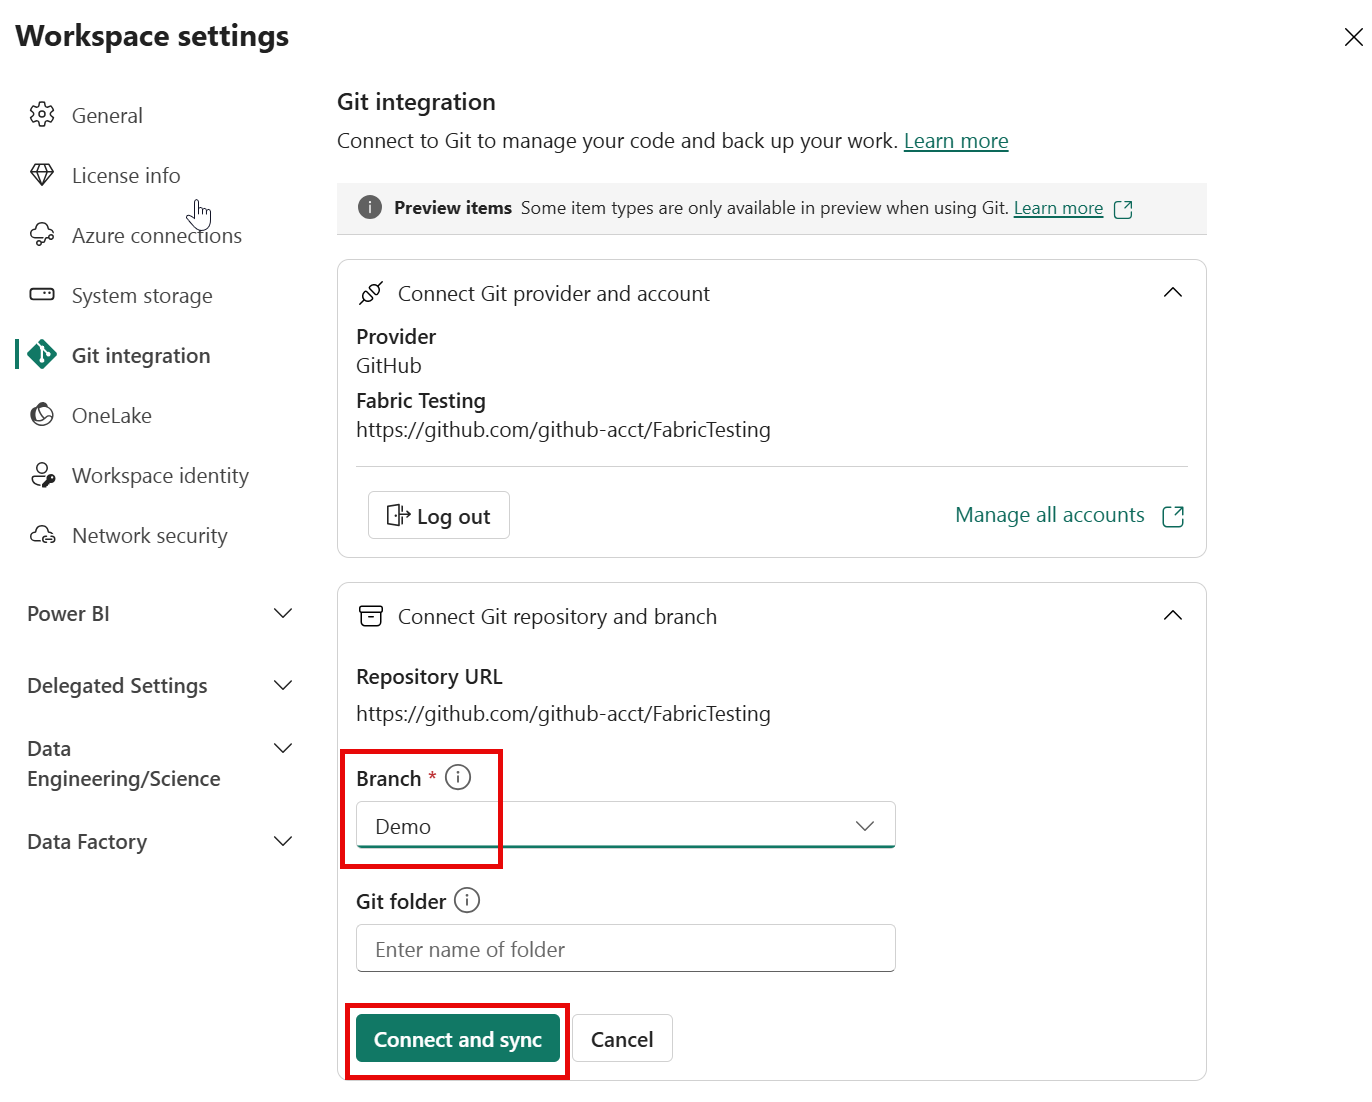 Workspace settings
General
License info
Azure connections
System storage
Git integration
OneLake
Workspace identity
Network security
Power BI
Delegated Settings
Data
Engineering/Science
Data Factory
Git integration
Connect to Git to manage your code and back up your work. Learn more
Preview items Some item types are only available in preview when using Git. Learn more
Connect Git provider and account
Provider
GitHub
Fabric Testing
https://github.com/github-acct/FabricTesting
Log out
Manage all accounts
Connect Git repository and branch
Repository URL
https://github.com/github-acct/FabricTesting
Branch *
Demo
Git folder
Enter name of folder
Connect and sync
Cancel